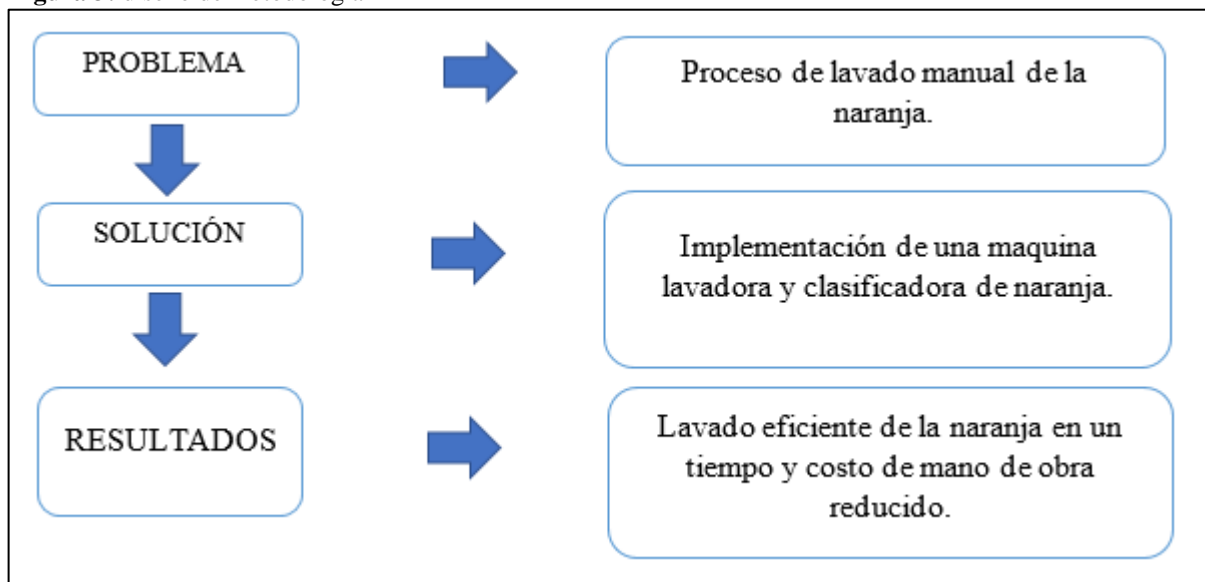 PROBLEMA
Proceso de lavado manual de la
naranja.
SOLUCIÓN
Implementación de una maquina
lavadora y clasificadora de naranja.
RESULTADOS
Lavado eficiente de la naranja en un
tiempo y costo de mano de obra
reducido.